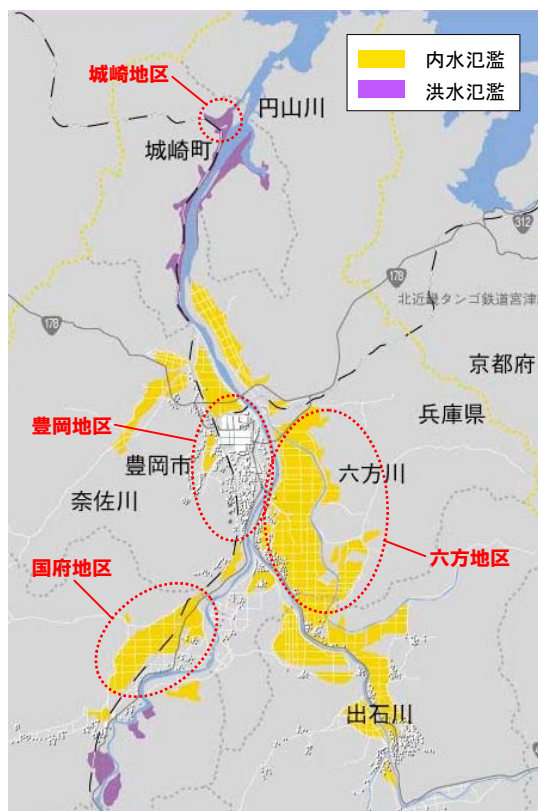 内水氾濫
洪水氾濫
城崎地区
円山川
城崎町
312
178
北近畿タンゴ鉄道宮津
178
京都府
兵庫県
豊岡地区
豊岡市
六方川
奈佐川
国府地区
六方地区
出石川